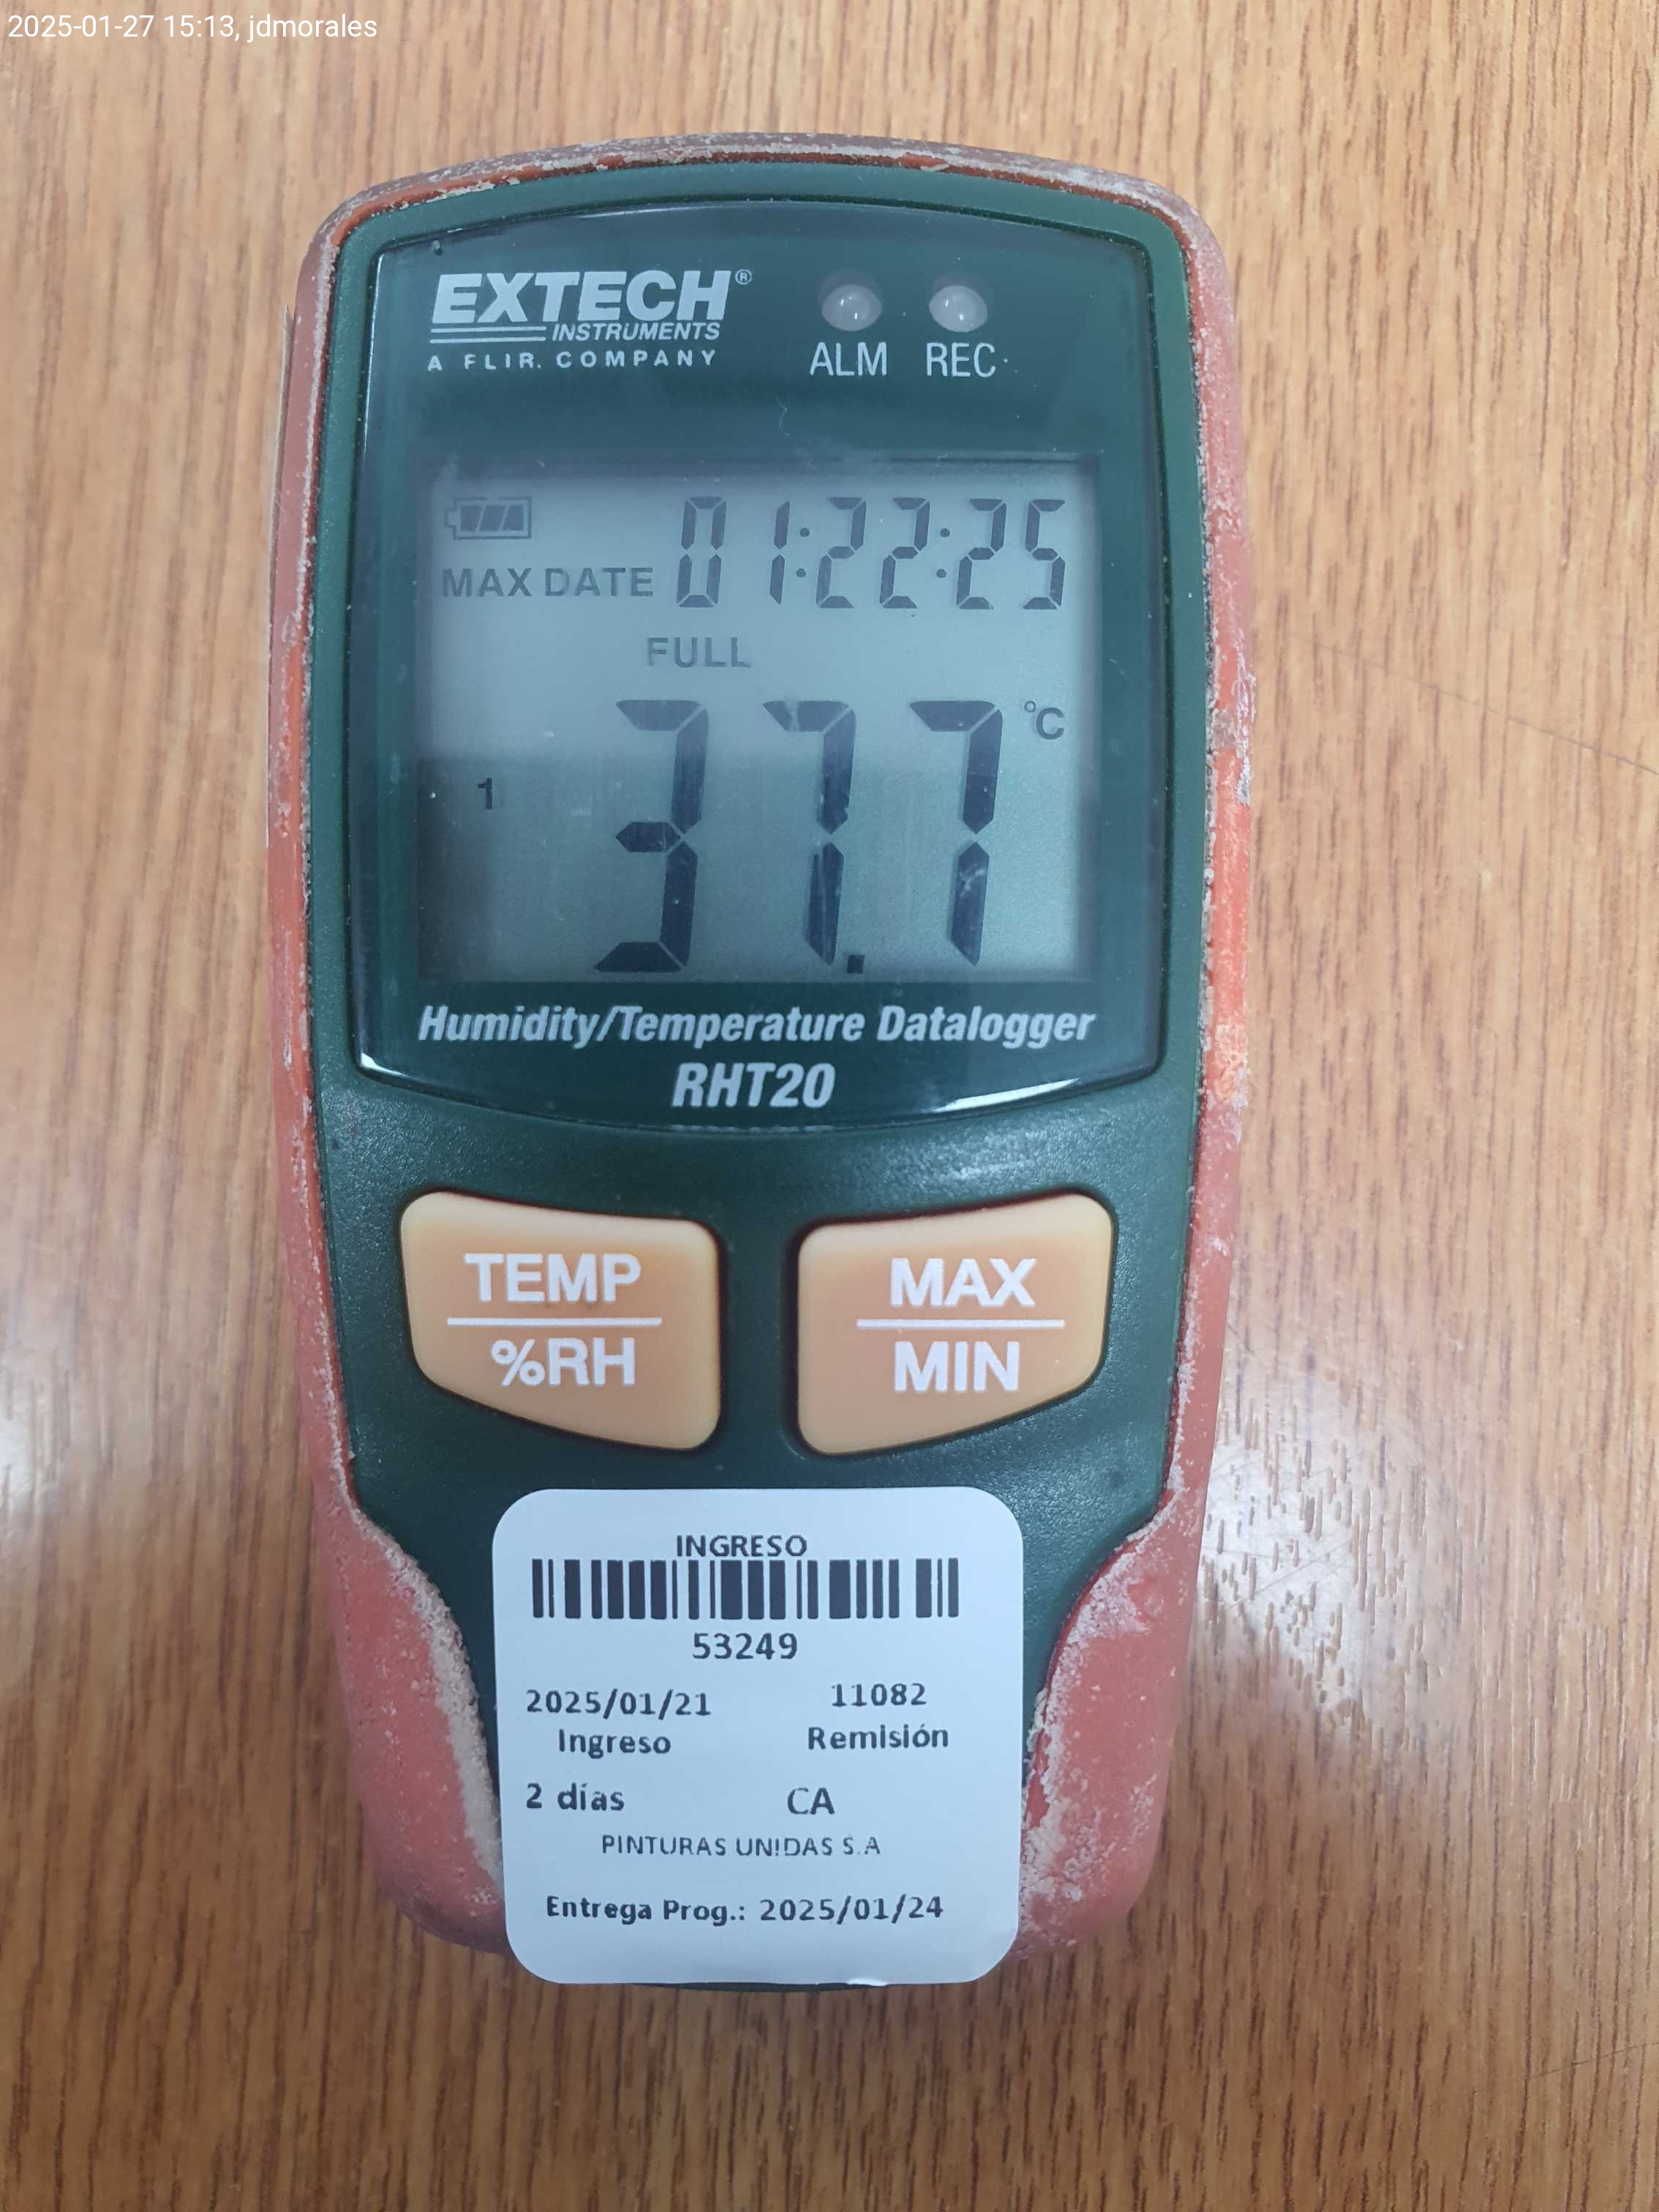 2025-01-27 15:13, jdmorales
EXTECH®
INSTRUMENTS
A FLIR COMPANY
ALM REC
MAX DATE 01:22:25
FULL
1 37.7 °C
Humidity/Temperature Datalogger
RHT20
TEMP
%RH
MAX
MIN
INGRESO
53249
2025/01/21 11082
Ingreso Remisión
2 días CA
PINTURAS UNIDAS S.A
Entrega Prog.: 2025/01/24